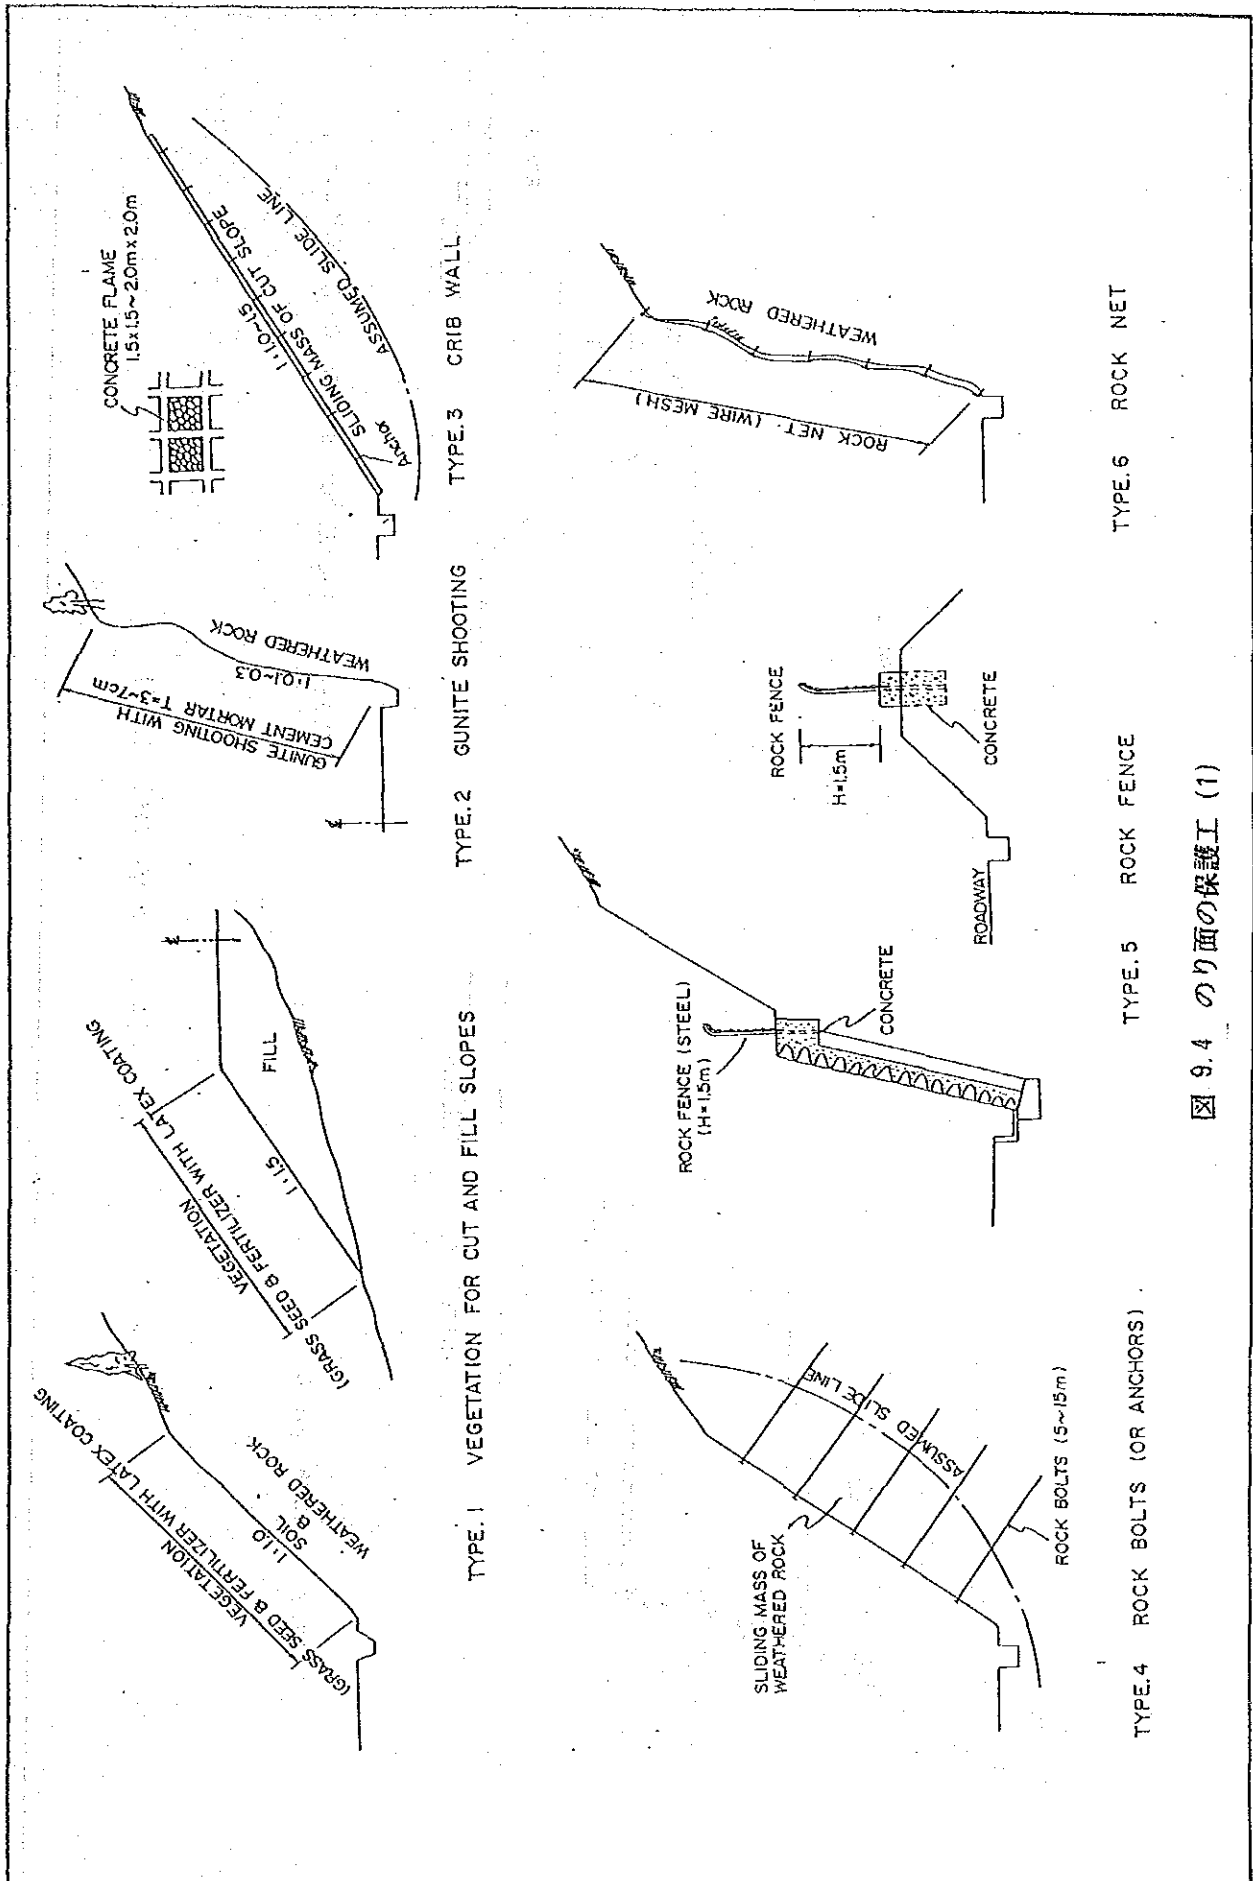 VEGETATION
(GRASS SEED & FERTILIZER WITH LATEX COATING
1:1.0
SOIL
&
WEATHERED ROCK
VEGETATION
(GRASS SEED & FERTILIZER WITH LATEX COATING
1:1.5
FILL
TYPE.1 VEGETATION FOR CUT AND FILL SLOPES
GUNITE SHOOTING WITH
CEMENT MORTAR T=3~7cm
1:0.1~0.3
WEATHERED ROCK
TYPE.2 GUNITE SHOOTING
CONCRETE FLAME
1.5x1.5~2.0mx2.0m
1:1.0~1.5
SLIDING MASS OF CUT SLOPE
Anchor
ASSUMED SLIDE LINE
TYPE.3 CRIB WALL
SLIDING MASS OF
WEATHERED ROCK
ASSUMED SLIDE LINE
ROCK BOLTS (5~15m)
TYPE.4 ROCK BOLTS (OR ANCHORS)
ROCK FENCE (STEEL)
(H=1.5m)
CONCRETE
ROCK FENCE
H=1.5m
CONCRETE
ROADWAY
TYPE.5 ROCK FENCE
ROCK NET (WIRE MESH)
WEATHERED ROCK
TYPE.6 ROCK NET
図 9.4 のり面の保護工 (1)